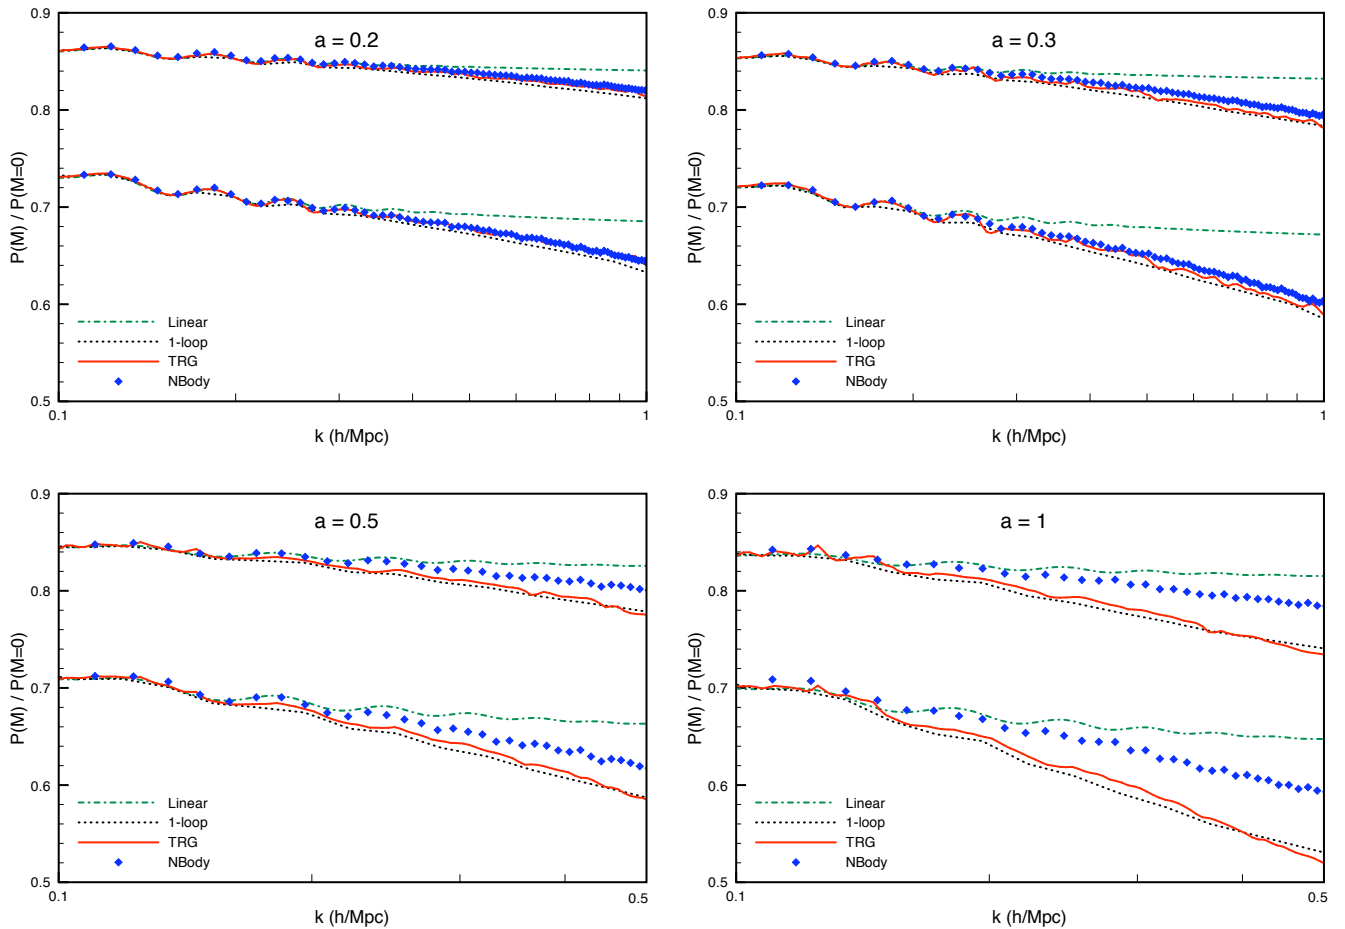 a = 0.2
0.9
0.8
0.7
0.6
0.5
P(M) / P(M=0)
Linear
1-loop
TRG
NBody
0.1
1
k (h/Mpc)
a = 0.3
0.9
0.8
0.7
0.6
0.5
P(M) / P(M=0)
Linear
1-loop
TRG
NBody
0.1
1
k (h/Mpc)
a = 0.5
0.9
0.8
0.7
0.6
0.5
P(M) / P(M=0)
Linear
1-loop
TRG
NBody
0.1
0.5
k (h/Mpc)
a = 1
0.9
0.8
0.7
0.6
0.5
P(M) / P(M=0)
Linear
1-loop
TRG
NBody
0.1
0.5
k (h/Mpc)